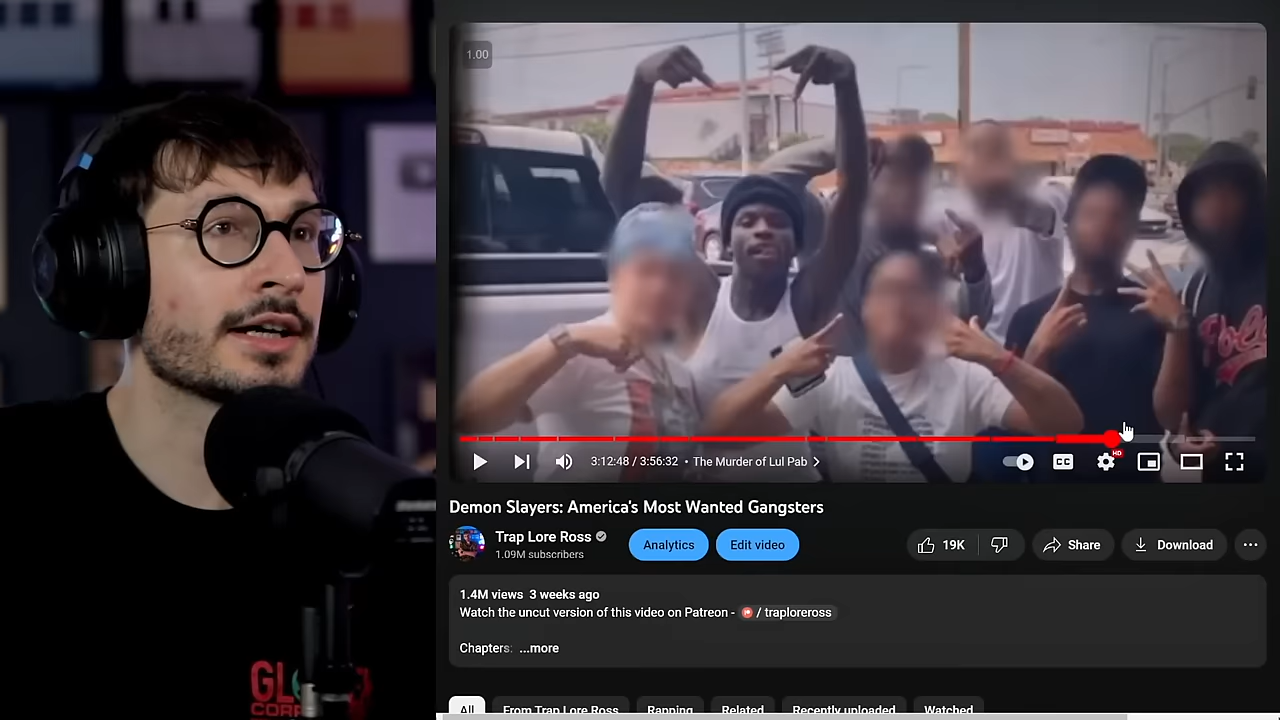 1.00
3:12:48 / 3:56:32 • The Murder of Lul Pab
CC
HD
Demon Slayers: America's Most Wanted Gangsters
Trap Lore Ross
1.09M subscribers
Analytics
Edit video
19K
Share
Download
1.4M views 3 weeks ago
Watch the uncut version of this video on Patreon - / traploreross
Chapters: ...more
All
From Trap Lore Ross
Rapping
Related
Recently uploaded
Watched